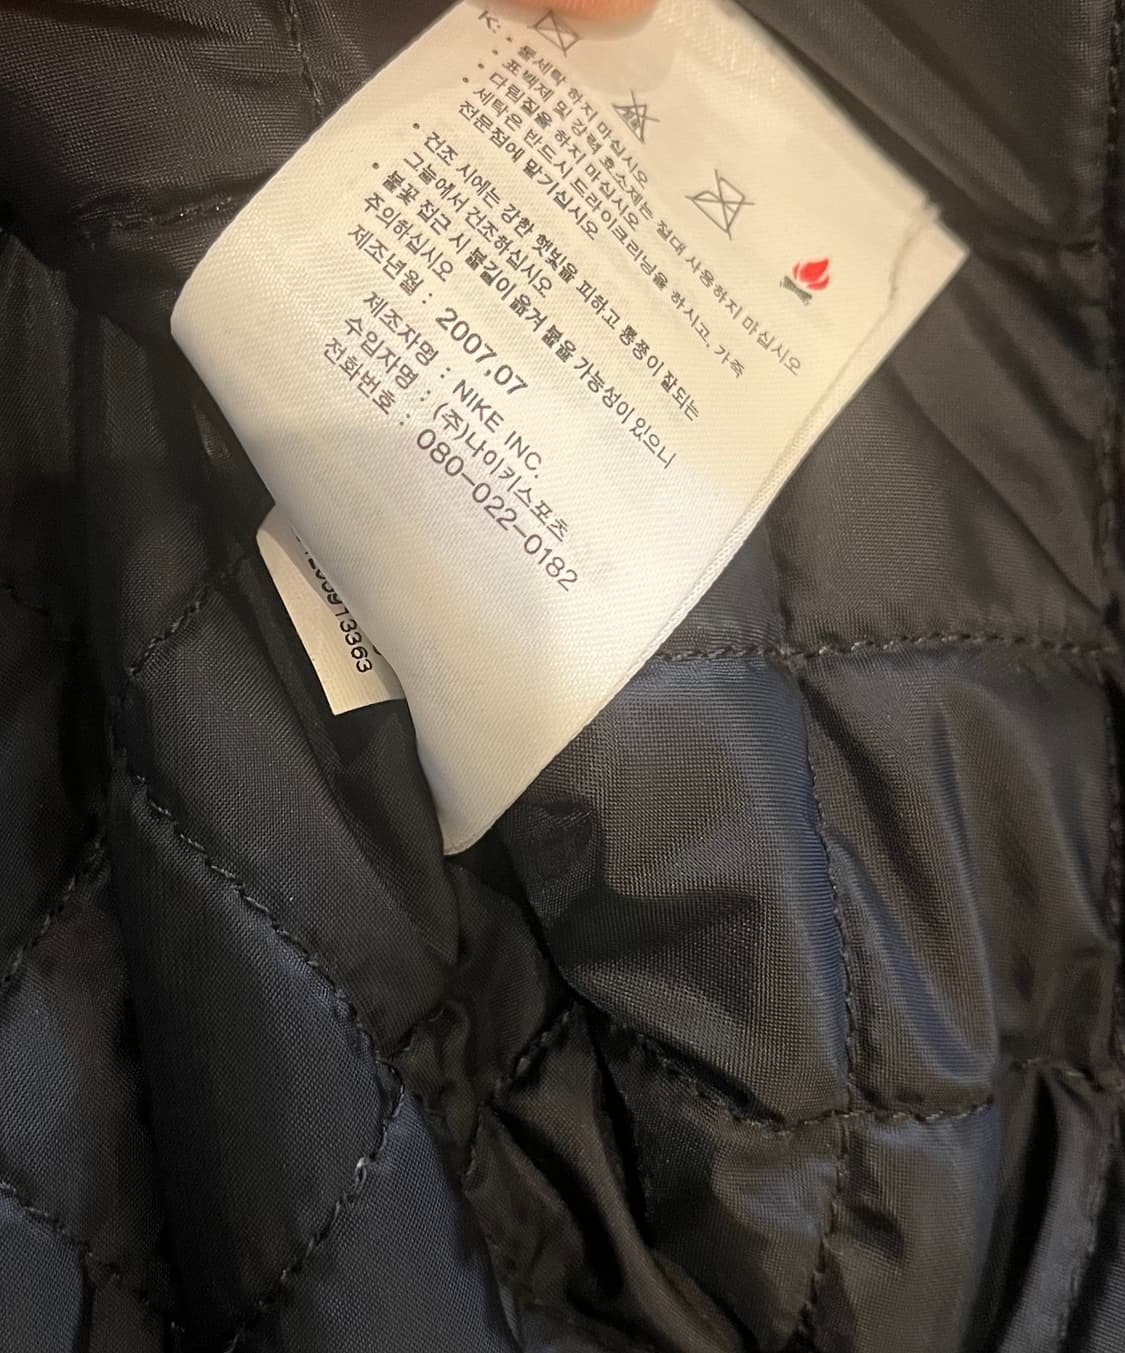 K: • 물세탁 하지 마십시오
• 표백제 및 강력 효소제는 절대 사용하지 마십시오
• 다림질을 하지 마십시오
세탁은 반드시 드라이크리닝을 하시고, 가죽
전문점에 맡기십시오
• 건조 시에는 강한 햇빛을 피하고 통풍이 잘되는
그늘에서 건조하십시오
• 불꽃 접근 시 불길이 옮겨 붙을 가능성이 있으니
주의하십시오
제조년월 : 2007.07
제조자명 : NIKE INC.
수입자명 : (주)나이키스포츠
전화번호 : 080-022-0182
13363